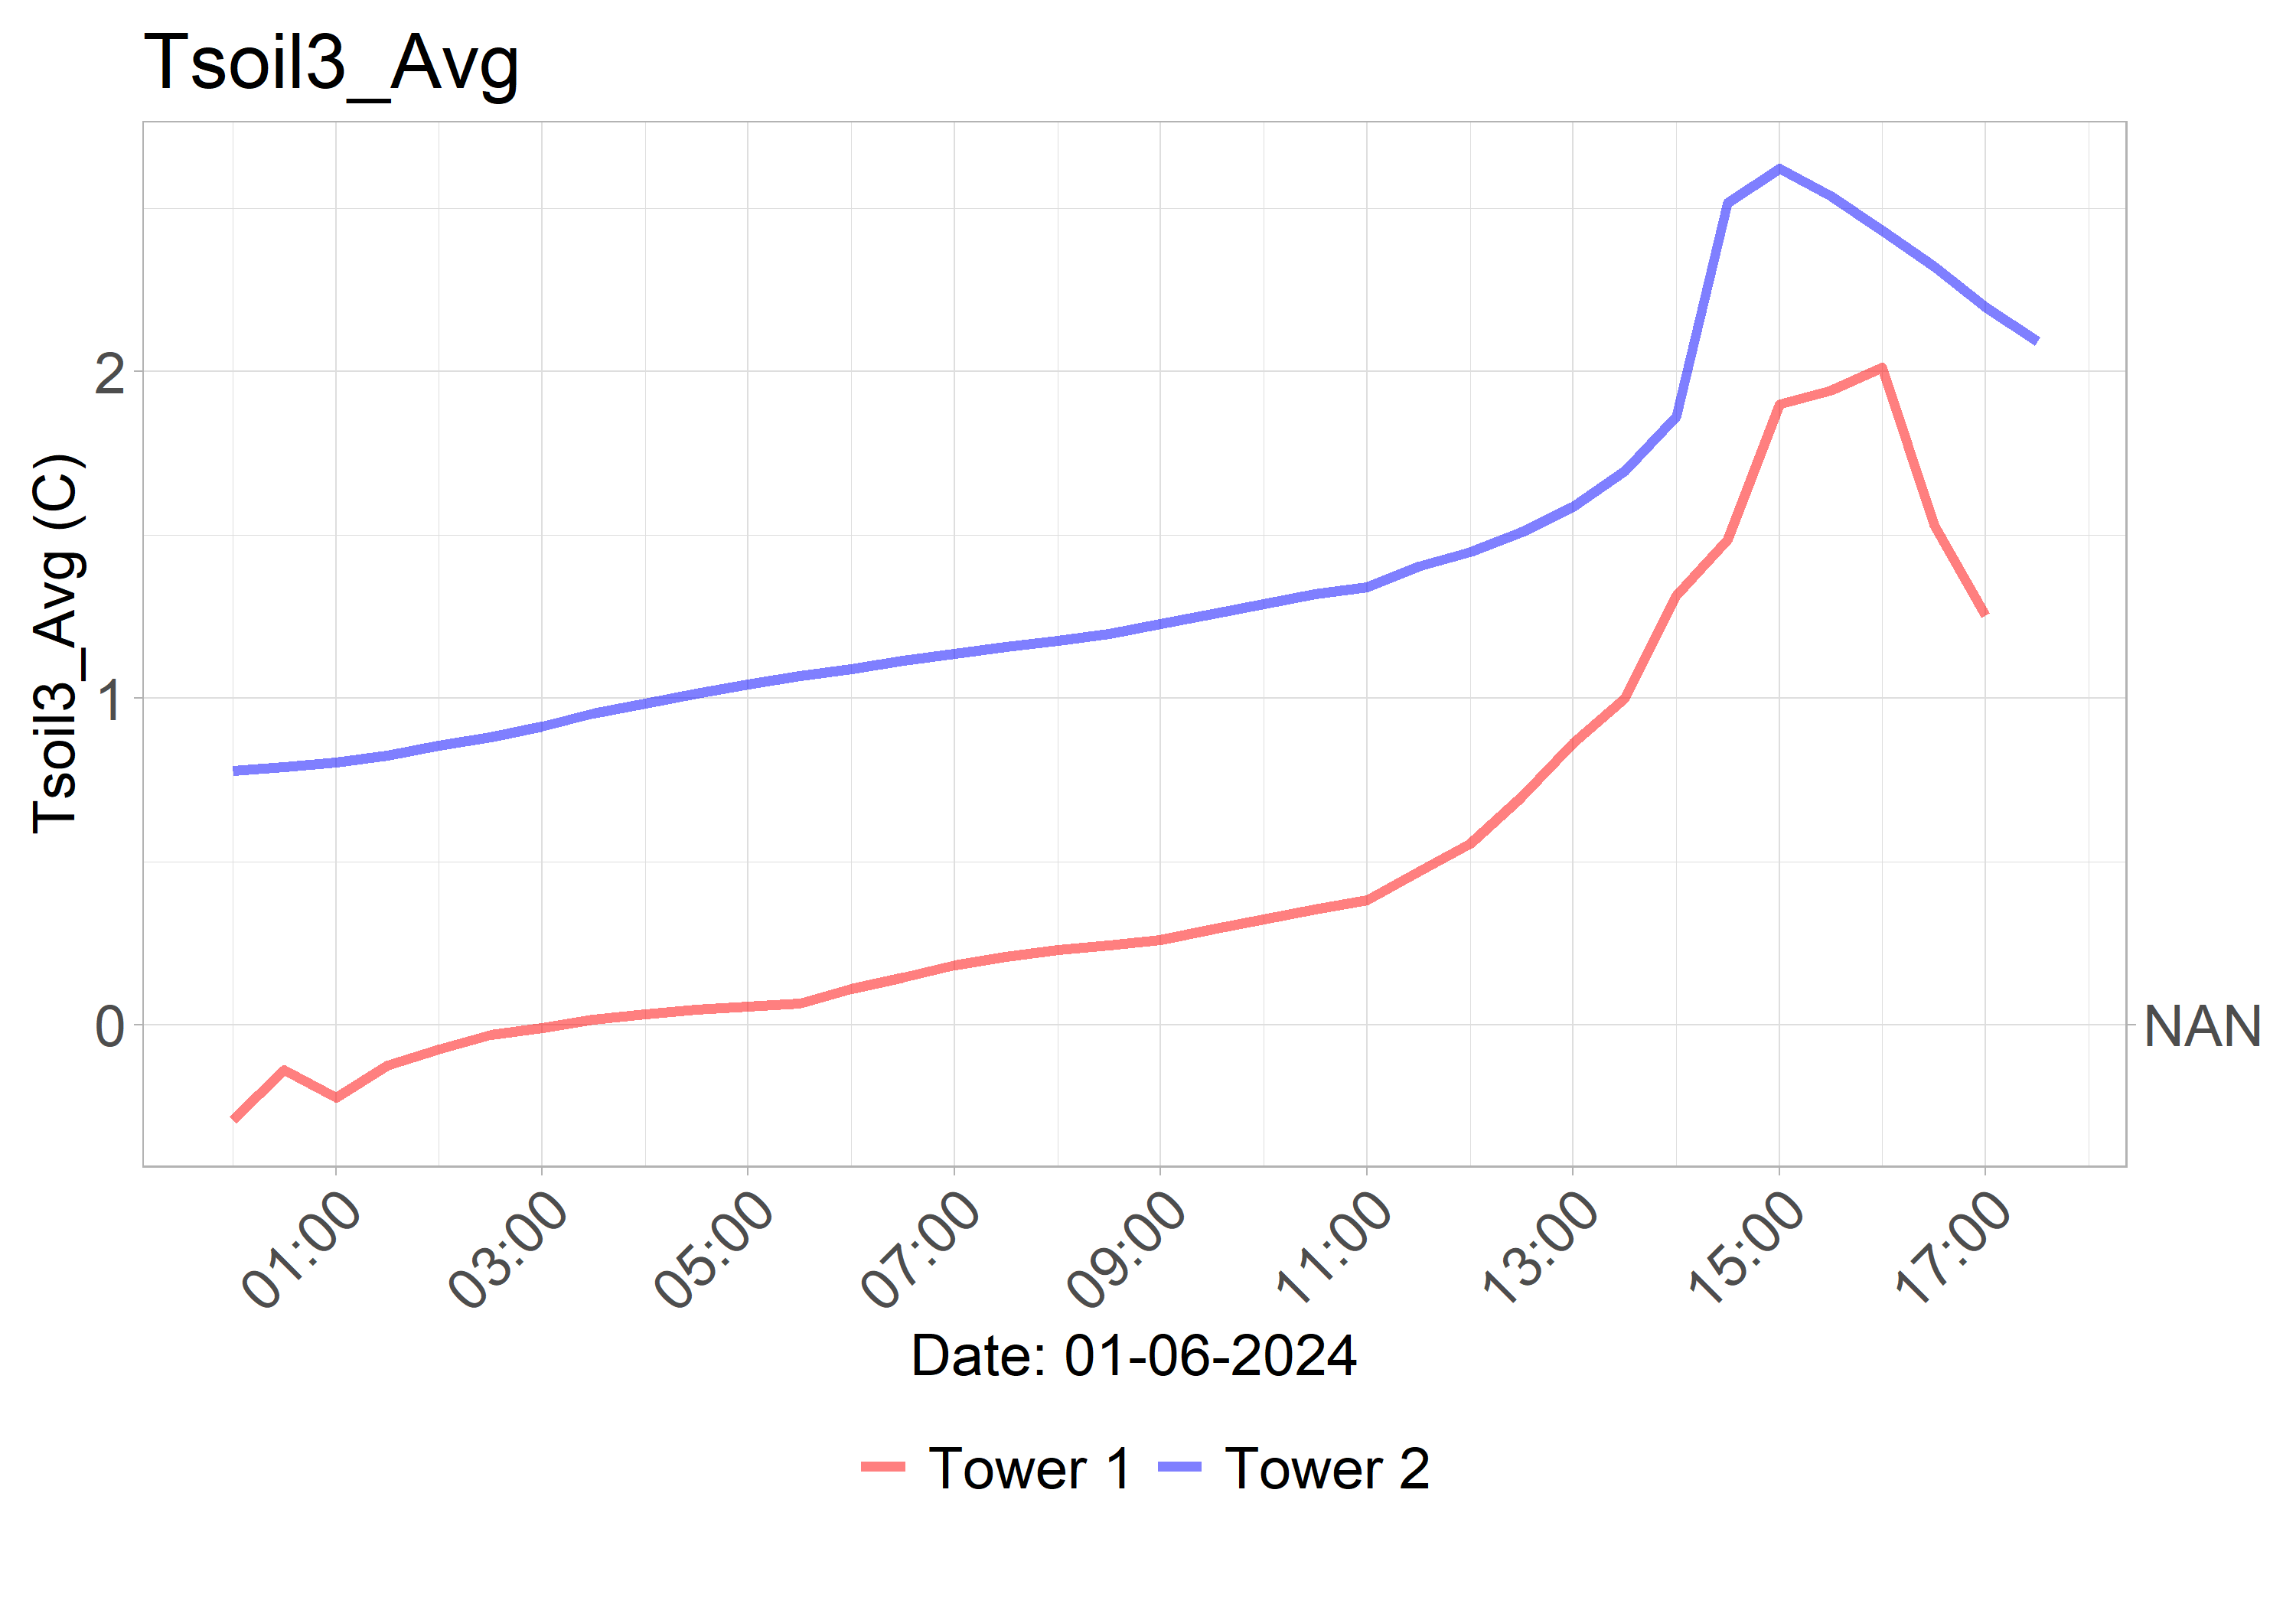 Tsoil3_Avg
Tsoil3_Avg (C)
2
1
0
NAN
01:00 03:00 05:00 07:00 09:00 11:00 13:00 15:00 17:00
Date: 01-06-2024
Tower 1 Tower 2